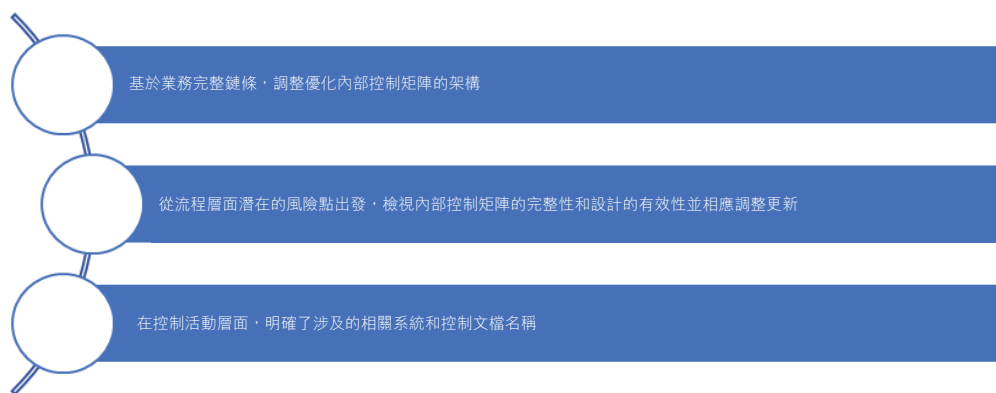 基於業務完整鏈條，調整優化內部控制矩陣的架構
從流程層面潛在的風險點出發，檢視內部控制矩陣的完整性和設計的有效性並相應調整更新
在控制活動層面，明確了涉及的相關系統和控制文檔名稱